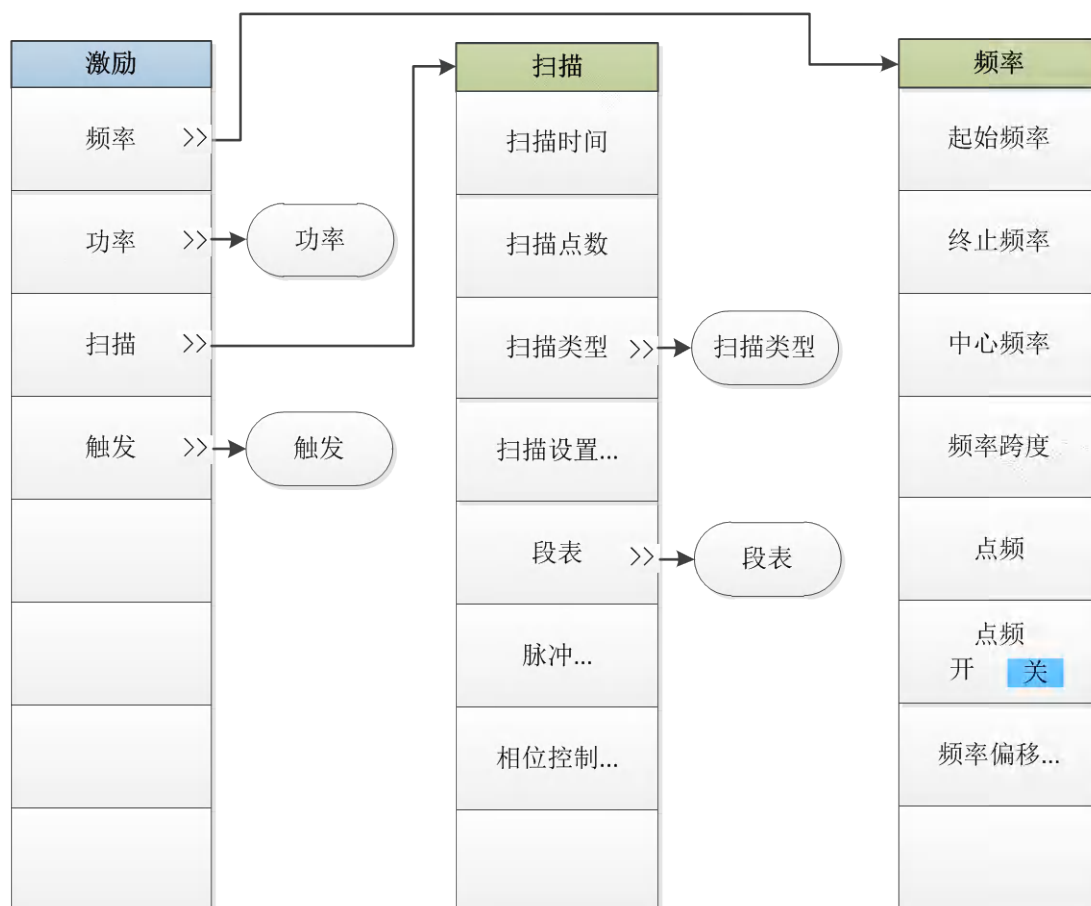 激励
频率 >>
功率 >>
功率
扫描 >>
触发 >>
触发
扫描
扫描时间
扫描点数
扫描类型 >>
扫描类型
扫描设置...
段表 >>
段表
脉冲...
相位控制...
频率
起始频率
终止频率
中心频率
频率跨度
点频
点频
开 关
频率偏移...